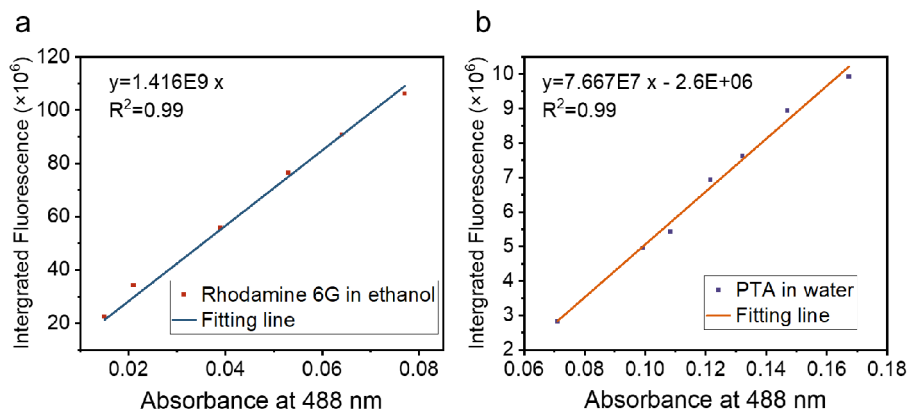 a
120
100
80
60
40
20
0.02
0.04
0.06
0.08
Intergrated Fluorescence (×10⁶)
Absorbance at 488 nm
y=1.416E9 x
R²=0.99
Rhodamine 6G in ethanol
Fitting line
b
10
9
8
7
6
5
4
3
2
0.06
0.08
0.10
0.12
0.14
0.16
0.18
Intergrated Fluorescence (×10⁶)
Absorbance at 488 nm
y=7.667E7 x - 2.6E+06
R²=0.99
PTA in water
Fitting line